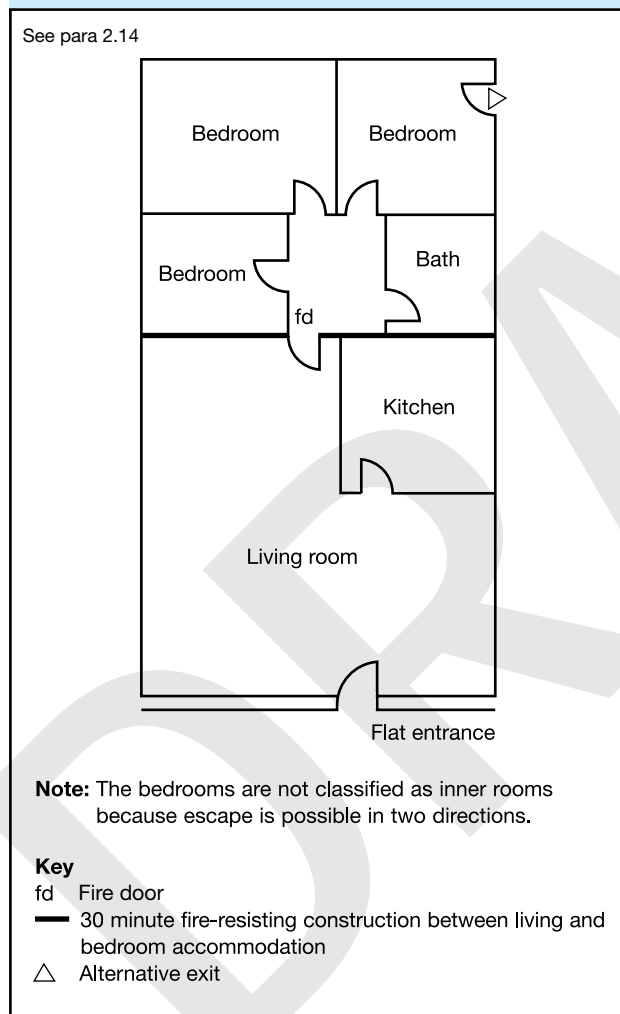 See para 2.14
Bedroom
Bedroom
Bedroom
Bath
fd
Kitchen
Living room
Flat entrance
Note: The bedrooms are not classified as inner rooms
because escape is possible in two directions.
Key
fd Fire door
30 minute fire-resisting construction between living and
bedroom accommodation
Alternative exit
DRA